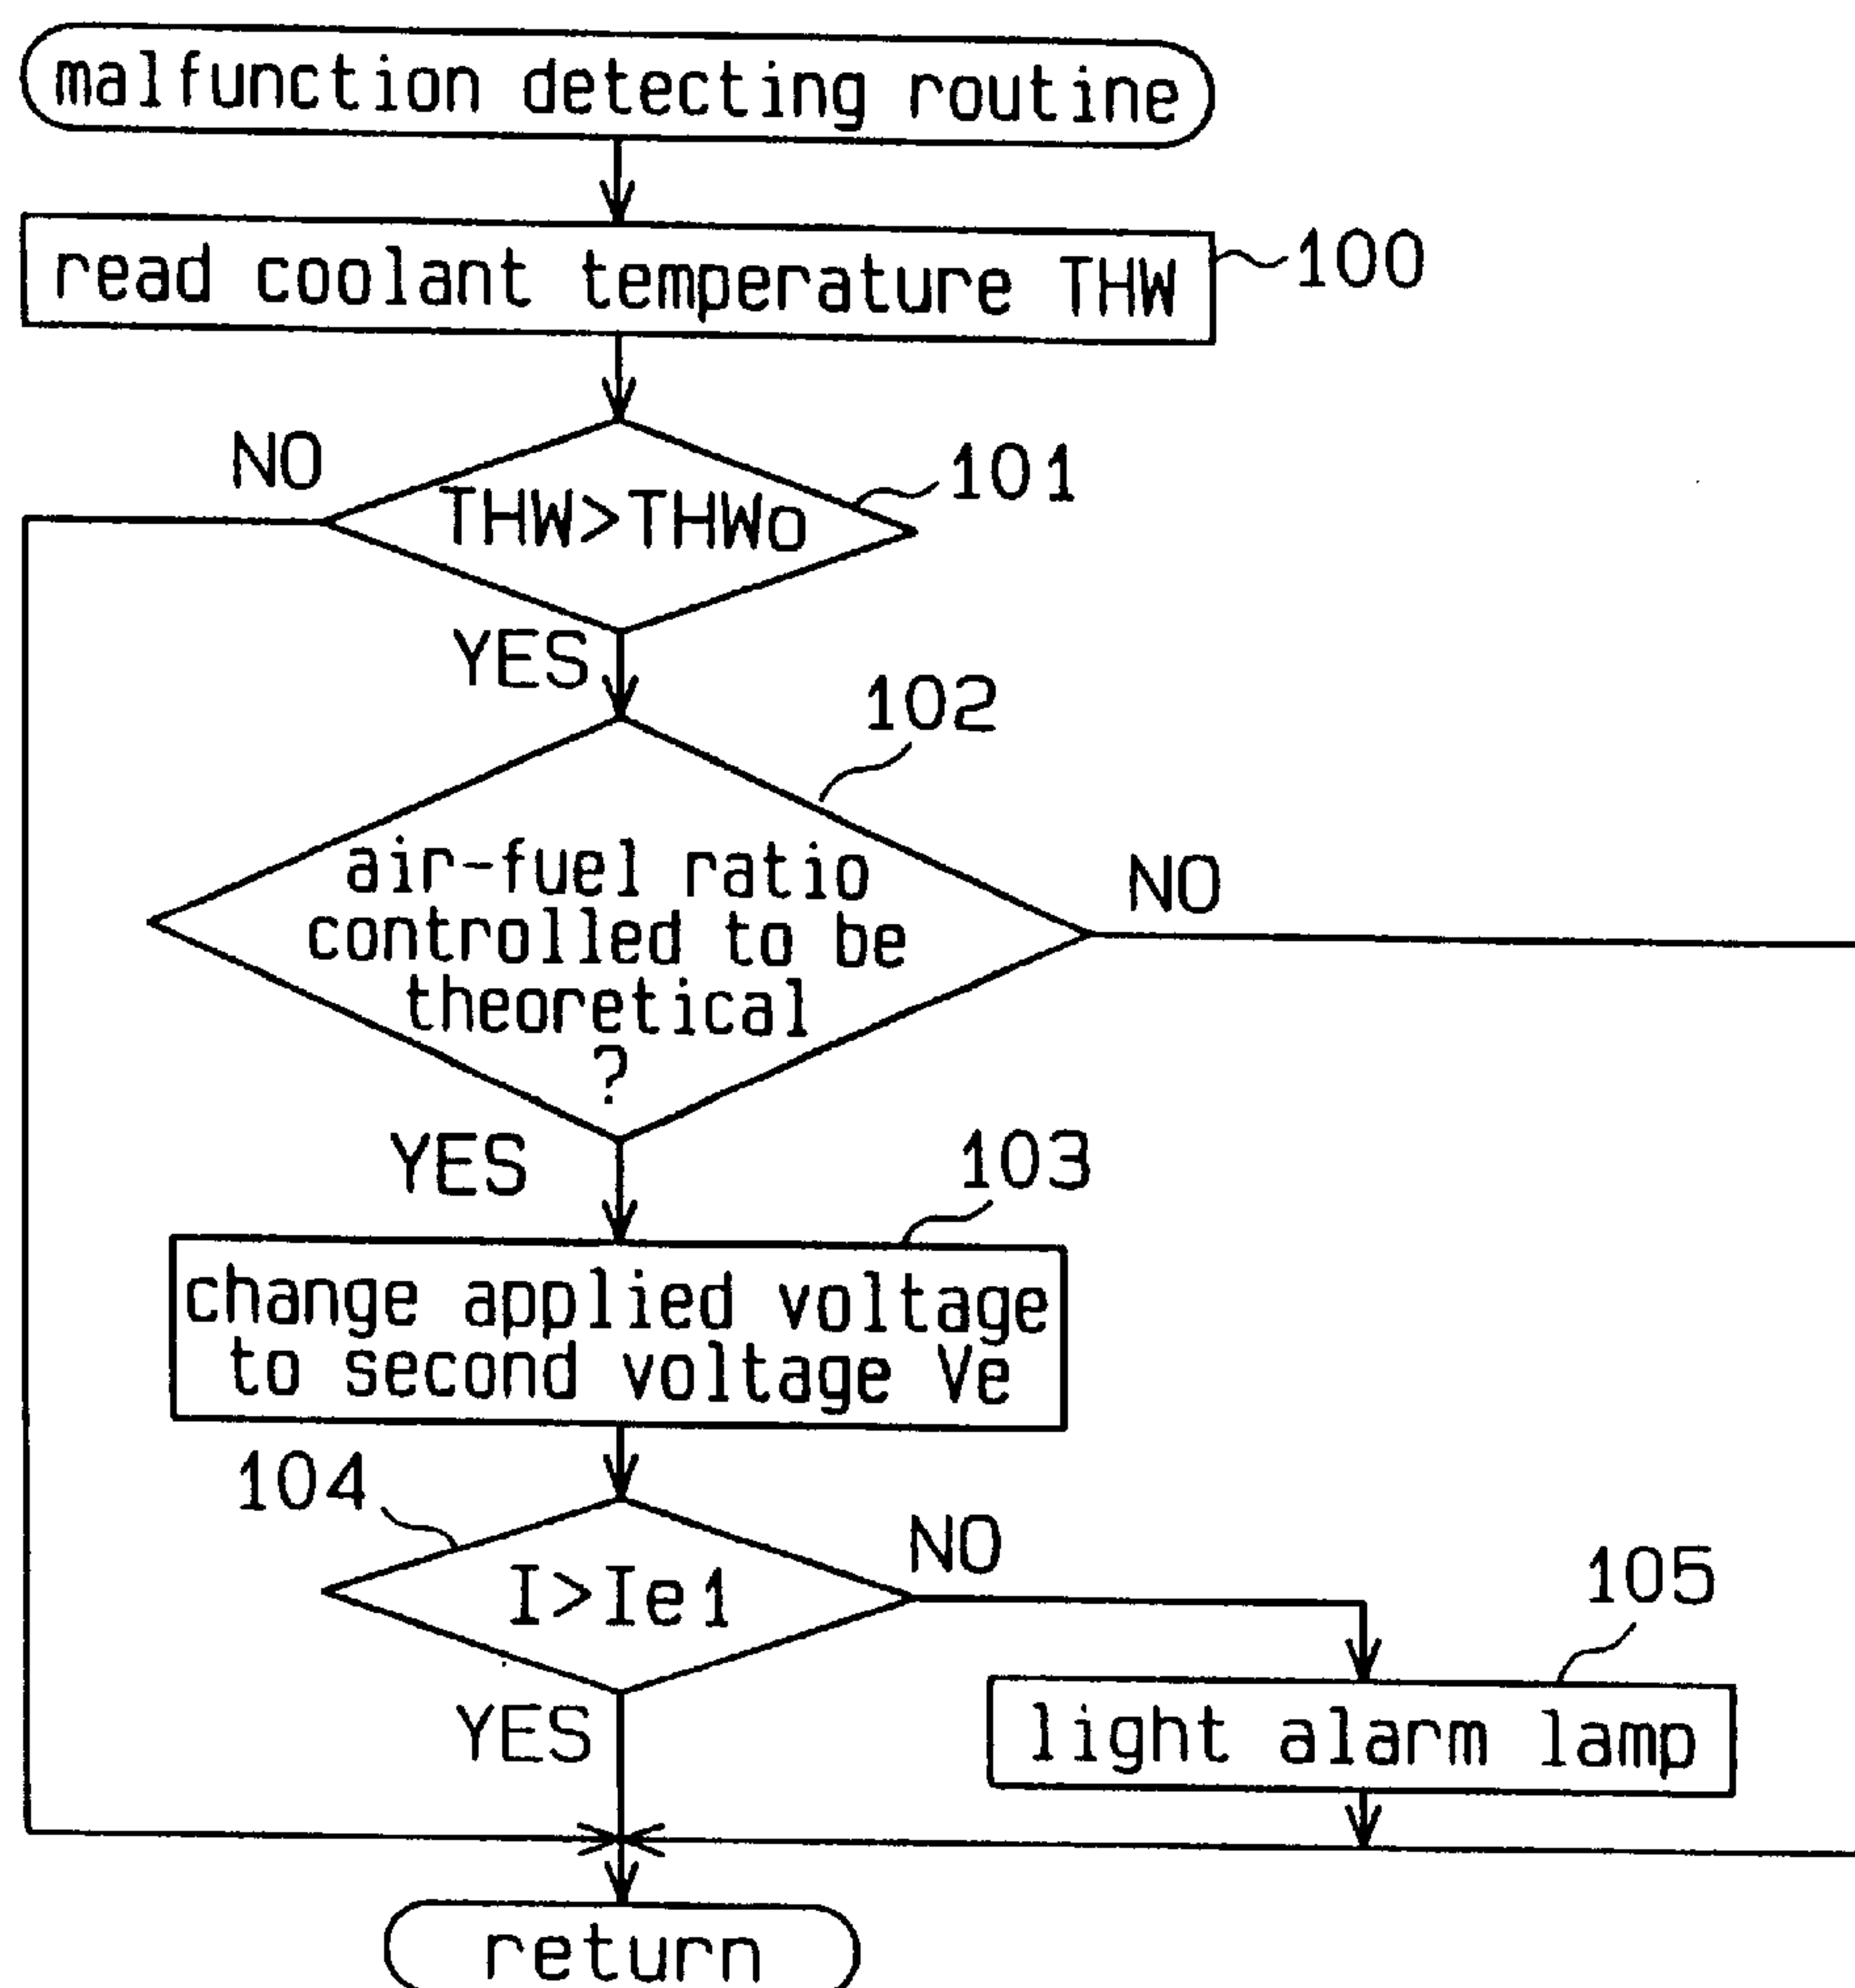 malfunction detecting routine
read coolant temperature THW
100
NO
THW>THWo
101
YES
102
air-fuel ratio
controlled to be
theoretical
?
NO
YES
103
change applied voltage
to second voltage Ve
104
I>Ie1
NO
105
YES
light alarm lamp
return